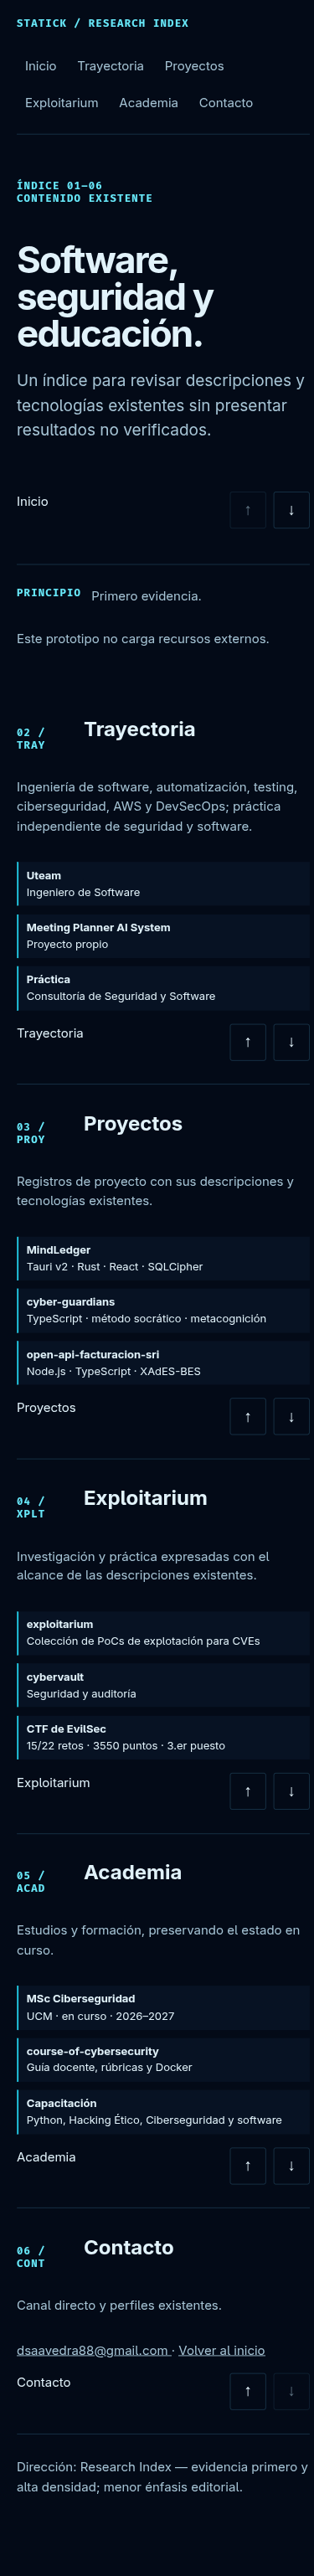 STATICK / RESEARCH INDEX
Inicio Trayectoria Proyectos
Exploitarium Academia Contacto
ÍNDICE 01—06
CONTENIDO EXISTENTE
Software,
seguridad y
educación.
Un índice para revisar descripciones y
tecnologías existentes sin presentar
resultados no verificados.
Inicio ↑ ↓
PRINCIPIO Primero evidencia.
Este prototipo no carga recursos externos.
02 /
TRAY
Trayectoria
Ingeniería de software, automatización, testing,
ciberseguridad, AWS y DevSecOps; práctica
independiente de seguridad y software.
Uteam
Ingeniero de Software
Meeting Planner AI System
Proyecto propio
Práctica
Consultoría de Seguridad y Software
Trayectoria ↑ ↓
03 /
PROY
Proyectos
Registros de proyecto con sus descripciones y
tecnologías existentes.
MindLedger
Tauri v2 · Rust · React · SQLCipher
cyber-guardians
TypeScript · método socrático · metacognición
open-api-facturacion-sri
Node.js · TypeScript · XAdES-BES
Proyectos ↑ ↓
04 /
XPLT
Exploitarium
Investigación y práctica expresadas con el
alcance de las descripciones existentes.
exploitarium
Colección de PoCs de explotación para CVEs
cybervault
Seguridad y auditoría
CTF de EvilSec
15/22 retos · 3550 puntos · 3.er puesto
Exploitarium ↑ ↓
05 /
ACAD
Academia
Estudios y formación, preservando el estado en
curso.
MSc Ciberseguridad
UCM · en curso · 2026–2027
course-of-cybersecurity
Guía docente, rúbricas y Docker
Capacitación
Python, Hacking Ético, Ciberseguridad y software
Academia ↑ ↓
06 /
CONT
Contacto
Canal directo y perfiles existentes.
dsaavedra88@gmail.com · Volver al inicio
Contacto ↑ ↓
Dirección: Research Index — evidencia primero y
alta densidad; menor énfasis editorial.